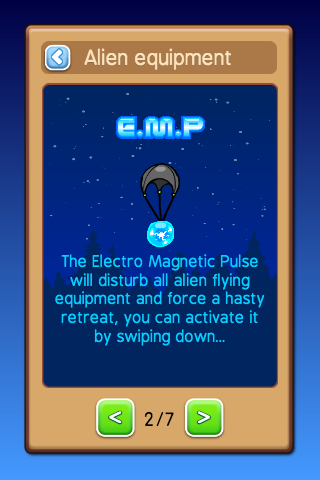 Alien equipment
E.M.P
The Electro Magnetic Pulse
will disturb all alien flying
equipment and force a hasty
retreat, you can activate it
by swiping down...
< 2/7 >